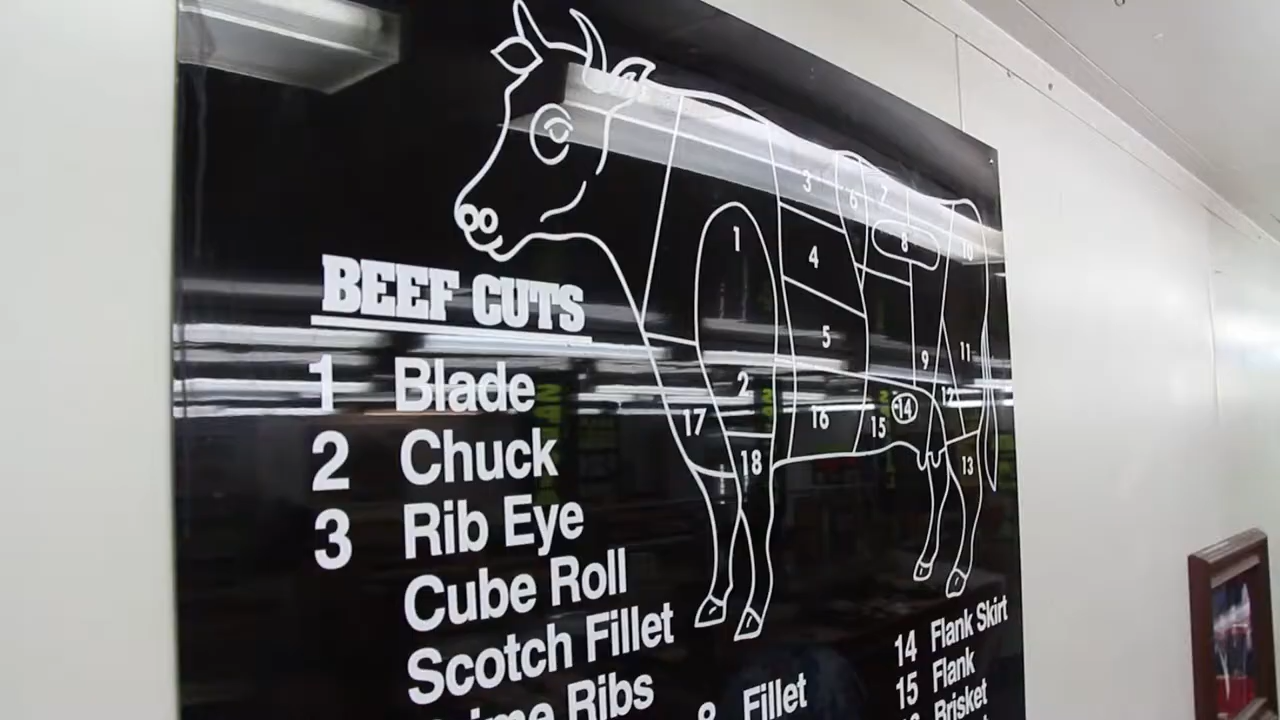 BEEF CUTS
1 Blade
2 Chuck
3 Rib Eye
Cube Roll
Scotch Fillet
Ribs
8 Fillet
14 Flank Skirt
15 Flank
Brisket
1
2
3
4
5
6
7
8
9
10
11
12
13
14
15
16
17
18